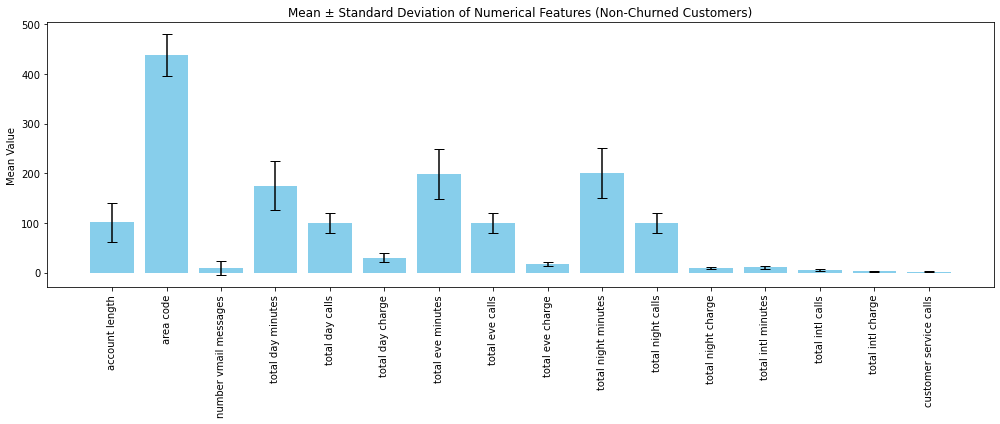 Mean ± Standard Deviation of Numerical Features (Non-Churned Customers)
Mean Value
500
400
300
200
100
0
account length
area code
number vmail messages
total day minutes
total day calls
total day charge
total eve minutes
total eve calls
total eve charge
total night minutes
total night calls
total night charge
total intl minutes
total intl calls
total intl charge
customer service calls